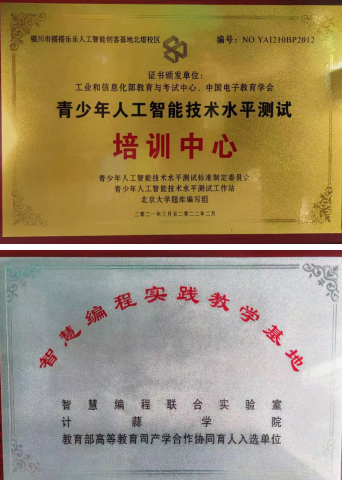 银川市搭搭乐乐人工智能创客基地北塔校区
编号：NO.YAI210BP2012
证书颁发单位：
工业和信息化部教育与考试中心、中国电子教育学会
青少年人工智能技术水平测试
培训中心
青少年人工智能技术水平测试标准制定委员会
青少年人工智能技术水平测试工作站
北京大学题库编写组
二零二一年三月至二零二二年二月
智慧编程实践教学基地
智慧编程联合实验室
计蒜学院
教育部高等教育司产学合作协同育人入选单位